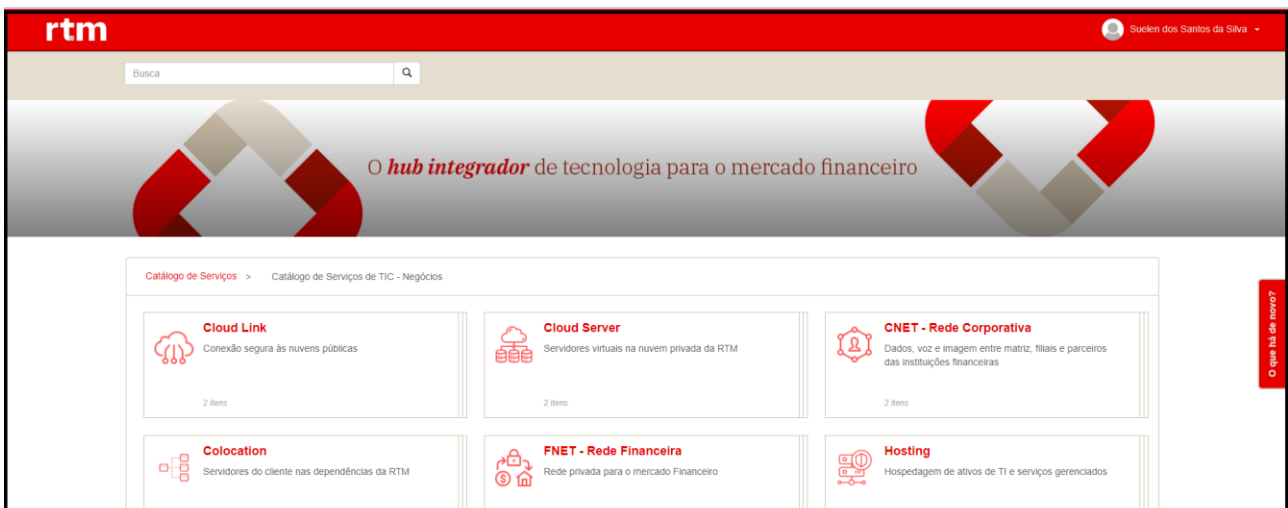 rtm
Suelen dos Santos da Silva
Busca
O hub integrador de tecnologia para o mercado financeiro
Catálogo de Serviços > Catálogo de Serviços de TIC - Negócios
Cloud Link
Conexão segura às nuvens públicas
2 itens
Cloud Server
Servidores virtuais na nuvem privada da RTM
2 itens
CNET - Rede Corporativa
Dados, voz e imagem entre matriz, filiais e parceiros
das instituições financeiras
2 itens
O que há de novo?
Colocation
Servidores do cliente nas dependências da RTM
FNET - Rede Financeira
Rede privada para o mercado Financeiro
Hosting
Hospedagem de ativos de TI e serviços gerenciados